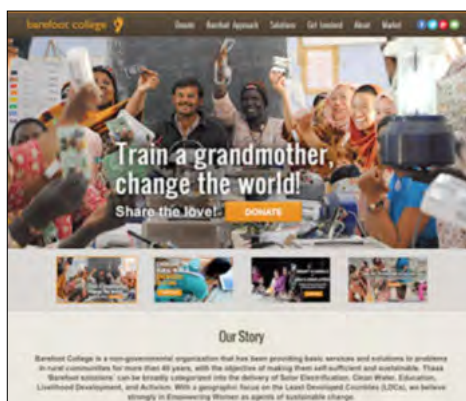 barefoot college
Donate Barefoot Approach Solutions Get Involved About Market
Train a grandmother,
change the world!
Share the love! DONATE
Our Story
Barefoot College is a non-governmental organization that has been providing basic services and solutions to problems
in rural communities for more than 40 years, with the objective of making them self-sufficient and sustainable. These
'Barefoot solutions' can be broadly categorized into the delivery of Solar Electrification, Clean Water, Education,
Livelihood Development, and Activism. With a geographic focus on the Least Developed Countries (LDCs), we believe
strongly in Empowering Women as agents of sustainable change.